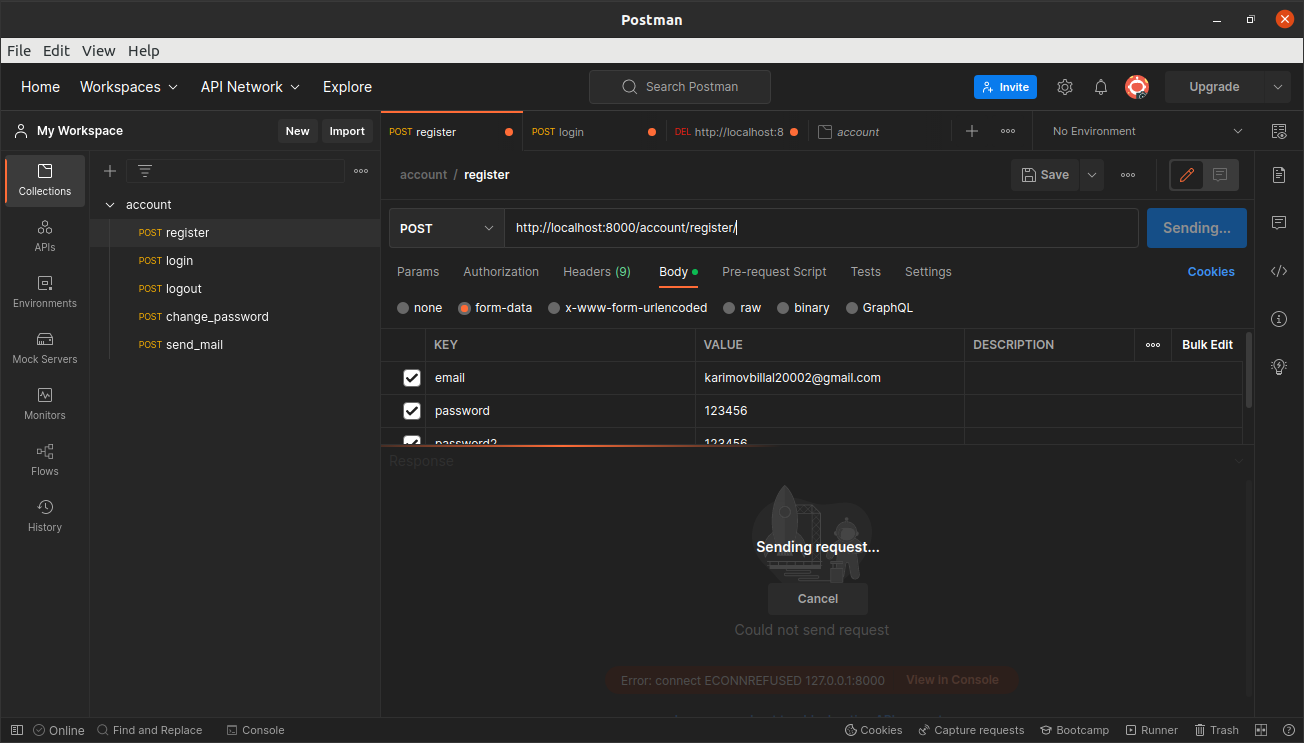 Postman
File Edit View Help
Home Workspaces API Network Explore Search Postman Invite Upgrade
My Workspace New Import
POST register POST login DEL http://localhost:8 account No Environment
Collections
APIs
Environments
Mock Servers
Monitors
Flows
History
account
POST register
POST login
POST logout
POST change_password
POST send_mail
account / register Save
POST http://localhost:8000/account/register/ Sending...
Params Authorization Headers (9) Body Pre-request Script Tests Settings Cookies
none form-data x-www-form-urlencoded raw binary GraphQL
KEY VALUE DESCRIPTION Bulk Edit
email karimovbillal20002@gmail.com
password 123456
password2 123456
Response
Sending request...
Cancel
Could not send request
Error: connect ECONNREFUSED 127.0.0.1:8000 View in Console
Online Find and Replace Console Cookies Capture requests Bootcamp Runner Trash